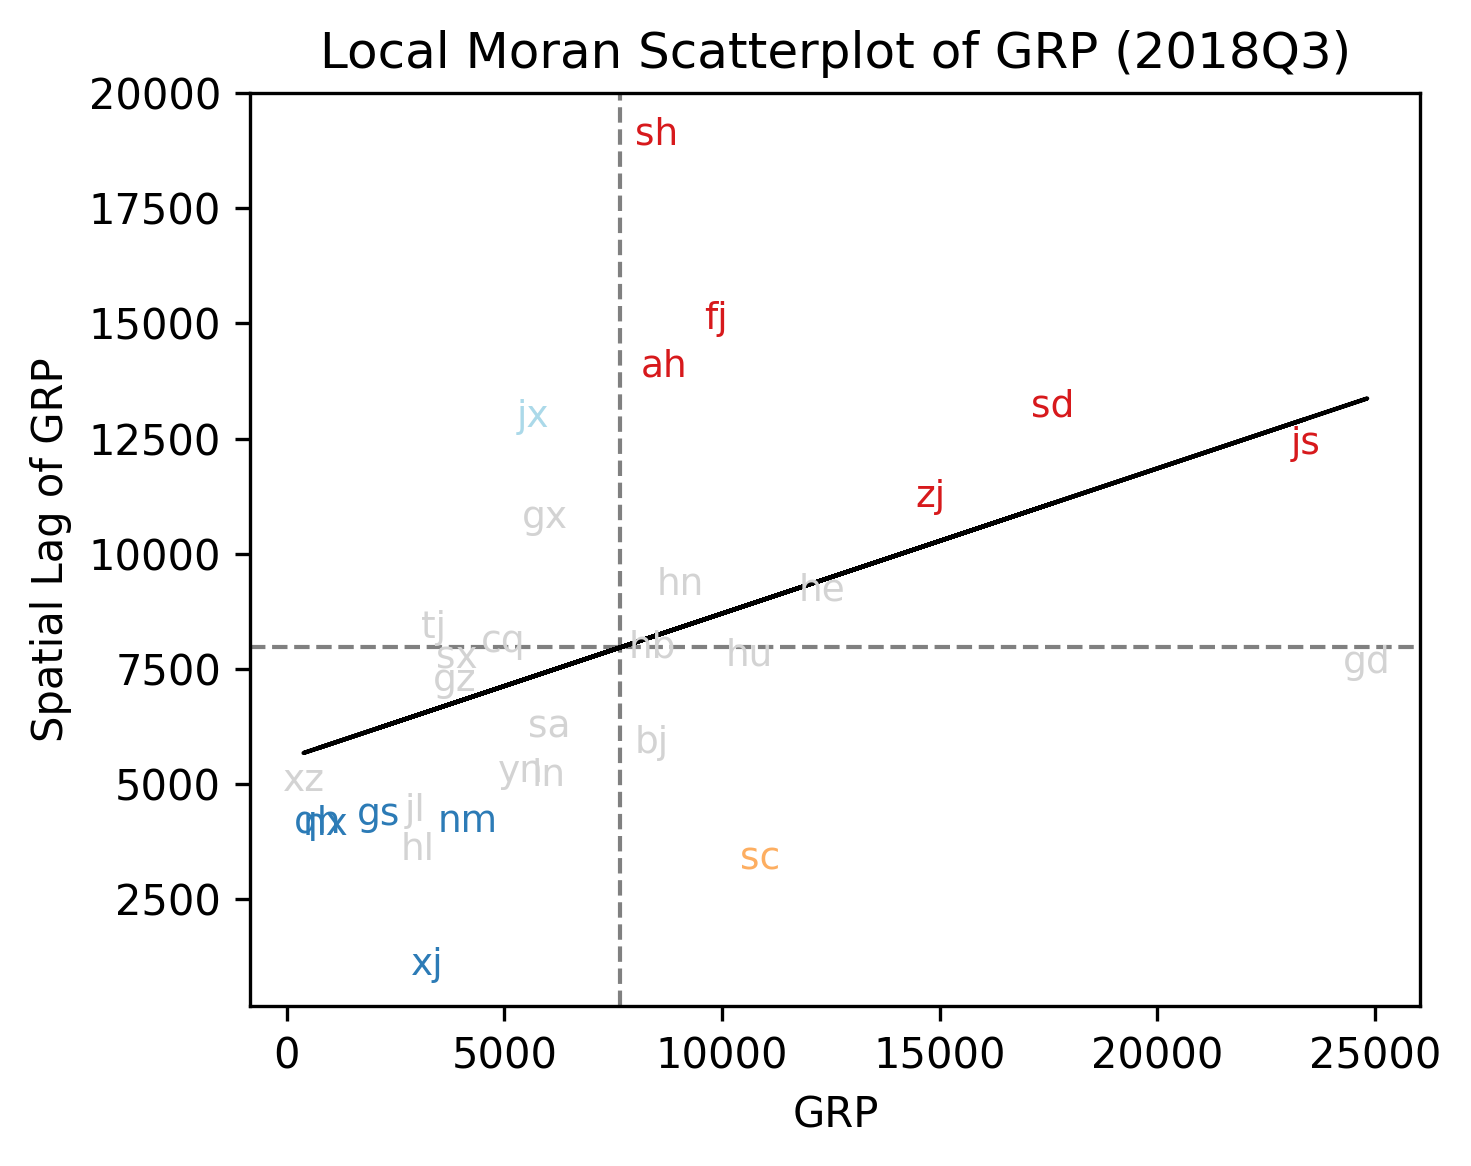 Local Moran Scatterplot of GRP (2018Q3)
20000
17500
15000
12500
10000
7500
5000
2500
Spatial Lag of GRP
sh
fj
ah
sd
jx
js
zj
gx
hn
he
tj
cq
hb
sx
hu
gd
gz
sa
bj
yn
ln
xz
gs
jl
nm
qh
nx
hl
sc
xj
0
5000
10000
15000
20000
25000
GRP